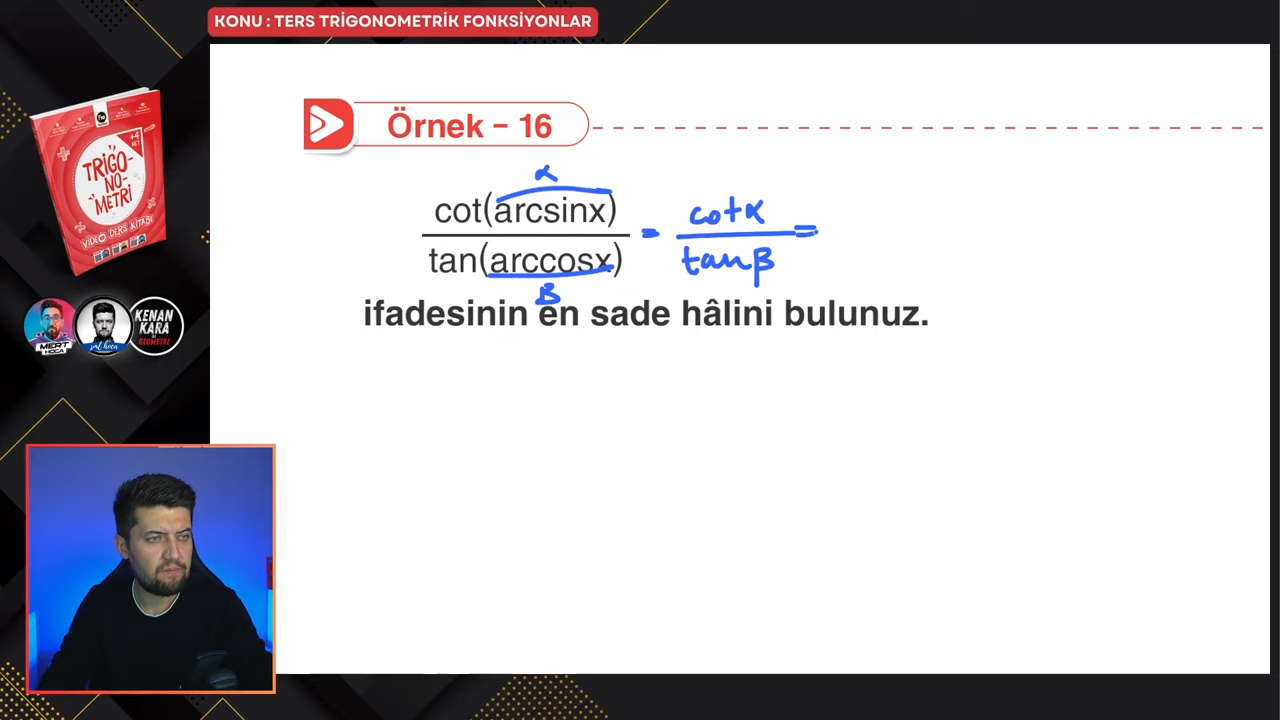 KONU : TERS TRİGONOMETRİK FONKSİYONLAR
+4 NET
TRİGO-
NO-
METRİ
VİDEO DERS KİTABI
MERT
HOCA
KENAN
KARA
GEOMETRİ
Örnek - 16
α
cot(arcsinx)
tan(arccosx)
β
= cotα =
tanβ
ifadesinin en sade hâlini bulunuz.